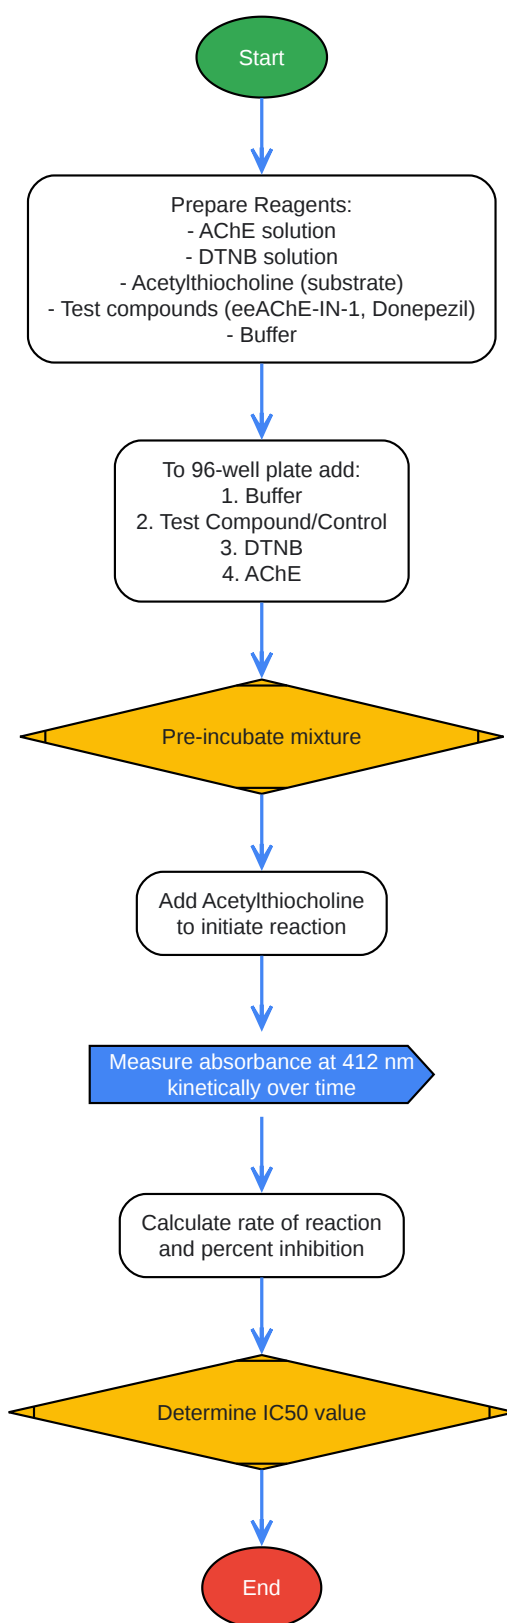 Start
Prepare Reagents:
- AChE solution
- DTNB solution
- Acetylthiocholine (substrate)
- Test compounds (eeAChE-IN-1, Donepezil)
- Buffer
To 96-well plate add:
1. Buffer
2. Test Compound/Control
3. DTNB
4. AChE
Pre-incubate mixture
Add Acetylthiocholine
to initiate reaction
Measure absorbance at 412 nm
kinetically over time
Calculate rate of reaction
and percent inhibition
Determine IC50 value
End